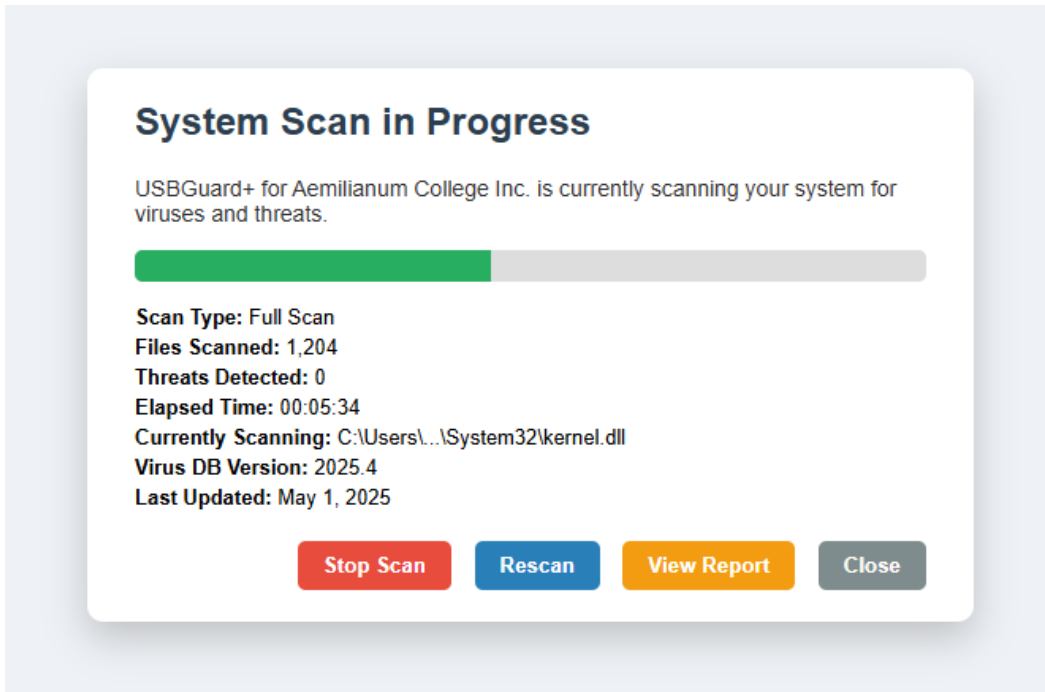 System Scan in Progress
USBGuard+ for Aemilianum College Inc. is currently scanning your system for
viruses and threats.
Scan Type: Full Scan
Files Scanned: 1,204
Threats Detected: 0
Elapsed Time: 00:05:34
Currently Scanning: C:\Users\...\System32\kernel.dll
Virus DB Version: 2025.4
Last Updated: May 1, 2025
Stop Scan Rescan View Report Close